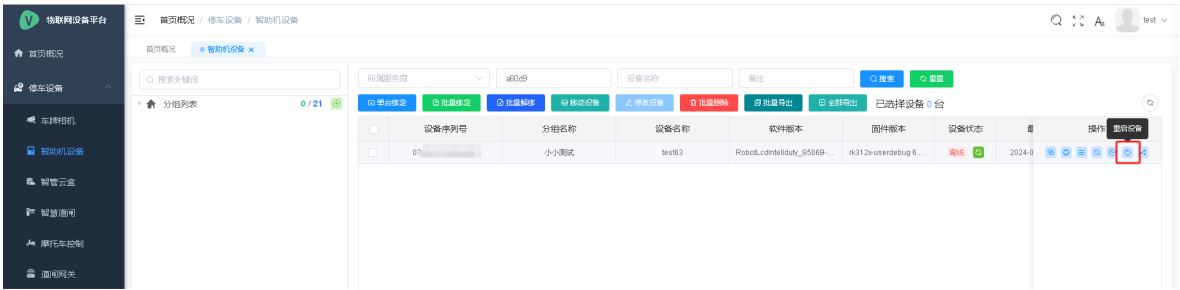 V 物联网设备平台
首页概况 / 停车设备 / 智助机设备
Aa
test
首页概况
首页概况
智助机设备 ×
停车设备
搜索关键词
所属服务商
a60d9
设备名称
备注
搜索
重置
分组列表
0 / 21
单台绑定
批量绑定
批量解绑
移动设备
修改设备
批量删除
批量导出
全部导出
已选择设备 0 台
车牌相机
设备序列号
分组名称
设备名称
软件版本
固件版本
设备状态
操作
重启设备
智助机设备
小小测试
test63
RobotLcdIntellduty_S506B-...
rk312x-userdebug 6....
离线
2024-0
智管云盒
智慧道闸
摩托车控制
道闸网关